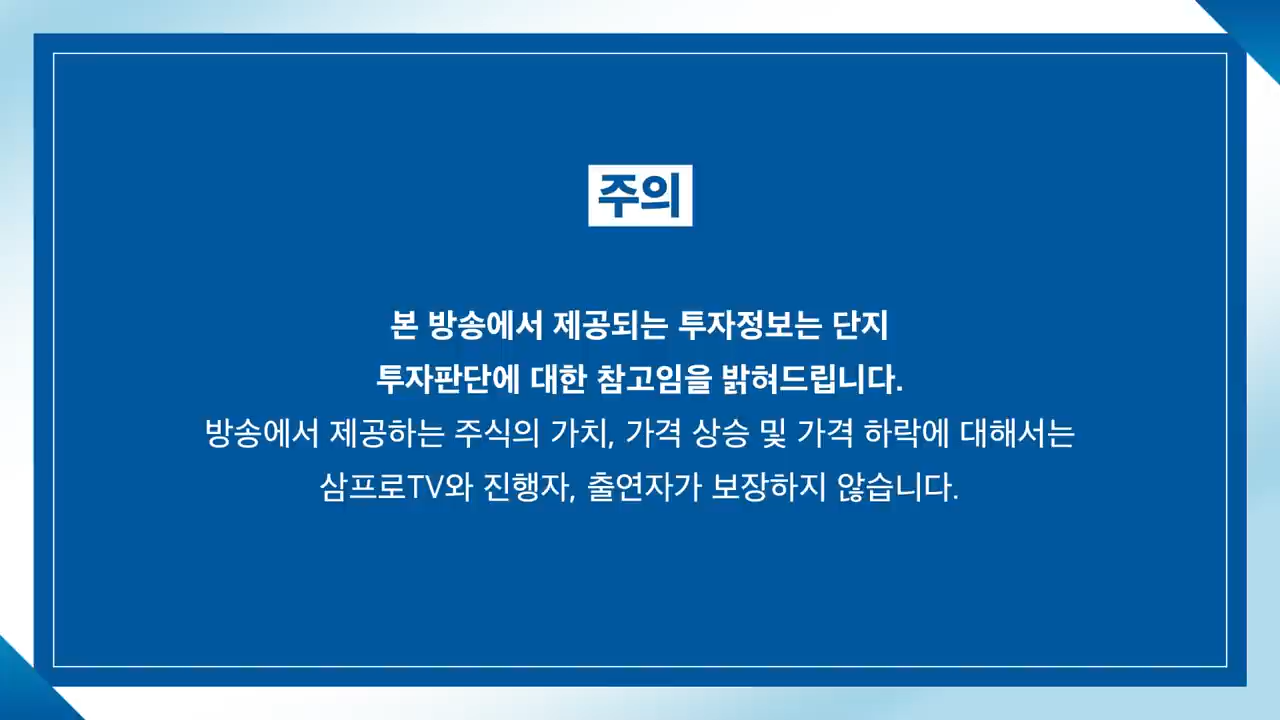 주의
본 방송에서 제공되는 투자정보는 단지
투자판단에 대한 참고임을 밝혀드립니다.
방송에서 제공하는 주식의 가치, 가격 상승 및 가격 하락에 대해서는
삼프로TV와 진행자, 출연자가 보장하지 않습니다.